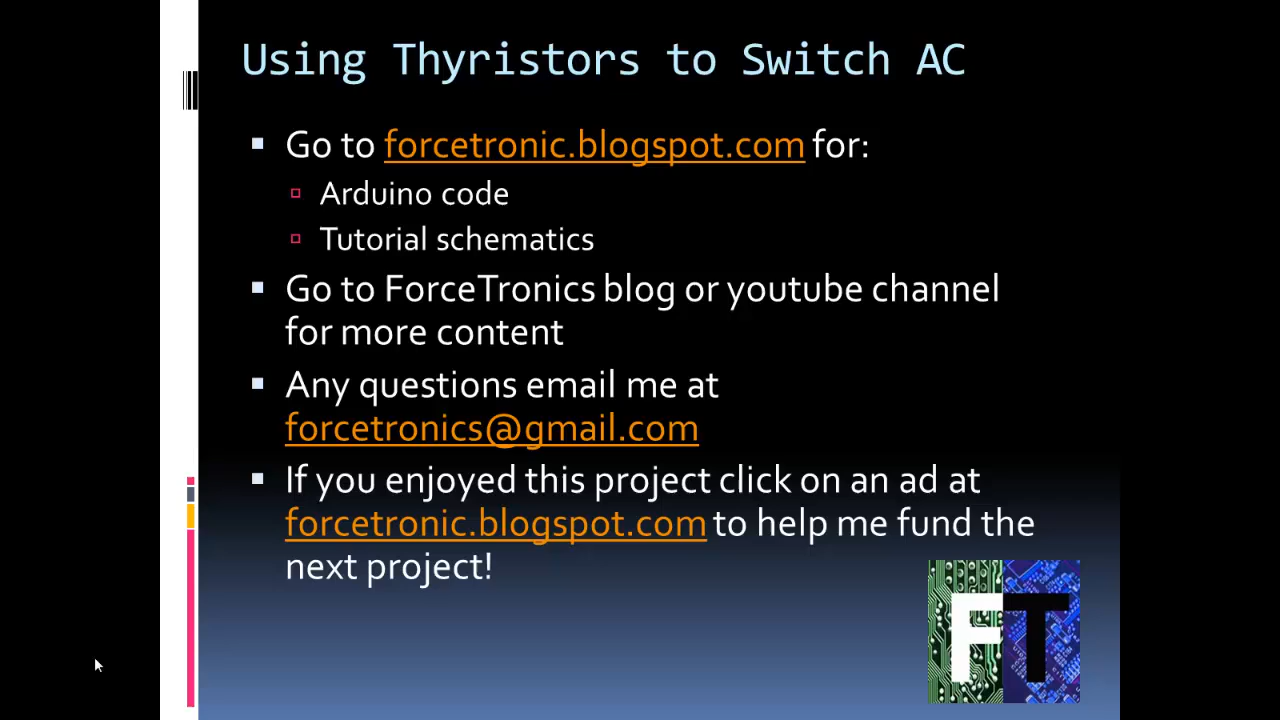 Using Thyristors to Switch AC
Go to forcetronic.blogspot.com for:
Arduino code
Tutorial schematics
Go to ForceTronics blog or youtube channel
for more content
Any questions email me at
forcetronics@gmail.com
If you enjoyed this project click on an ad at
forcetronic.blogspot.com to help me fund the
next project!
FT